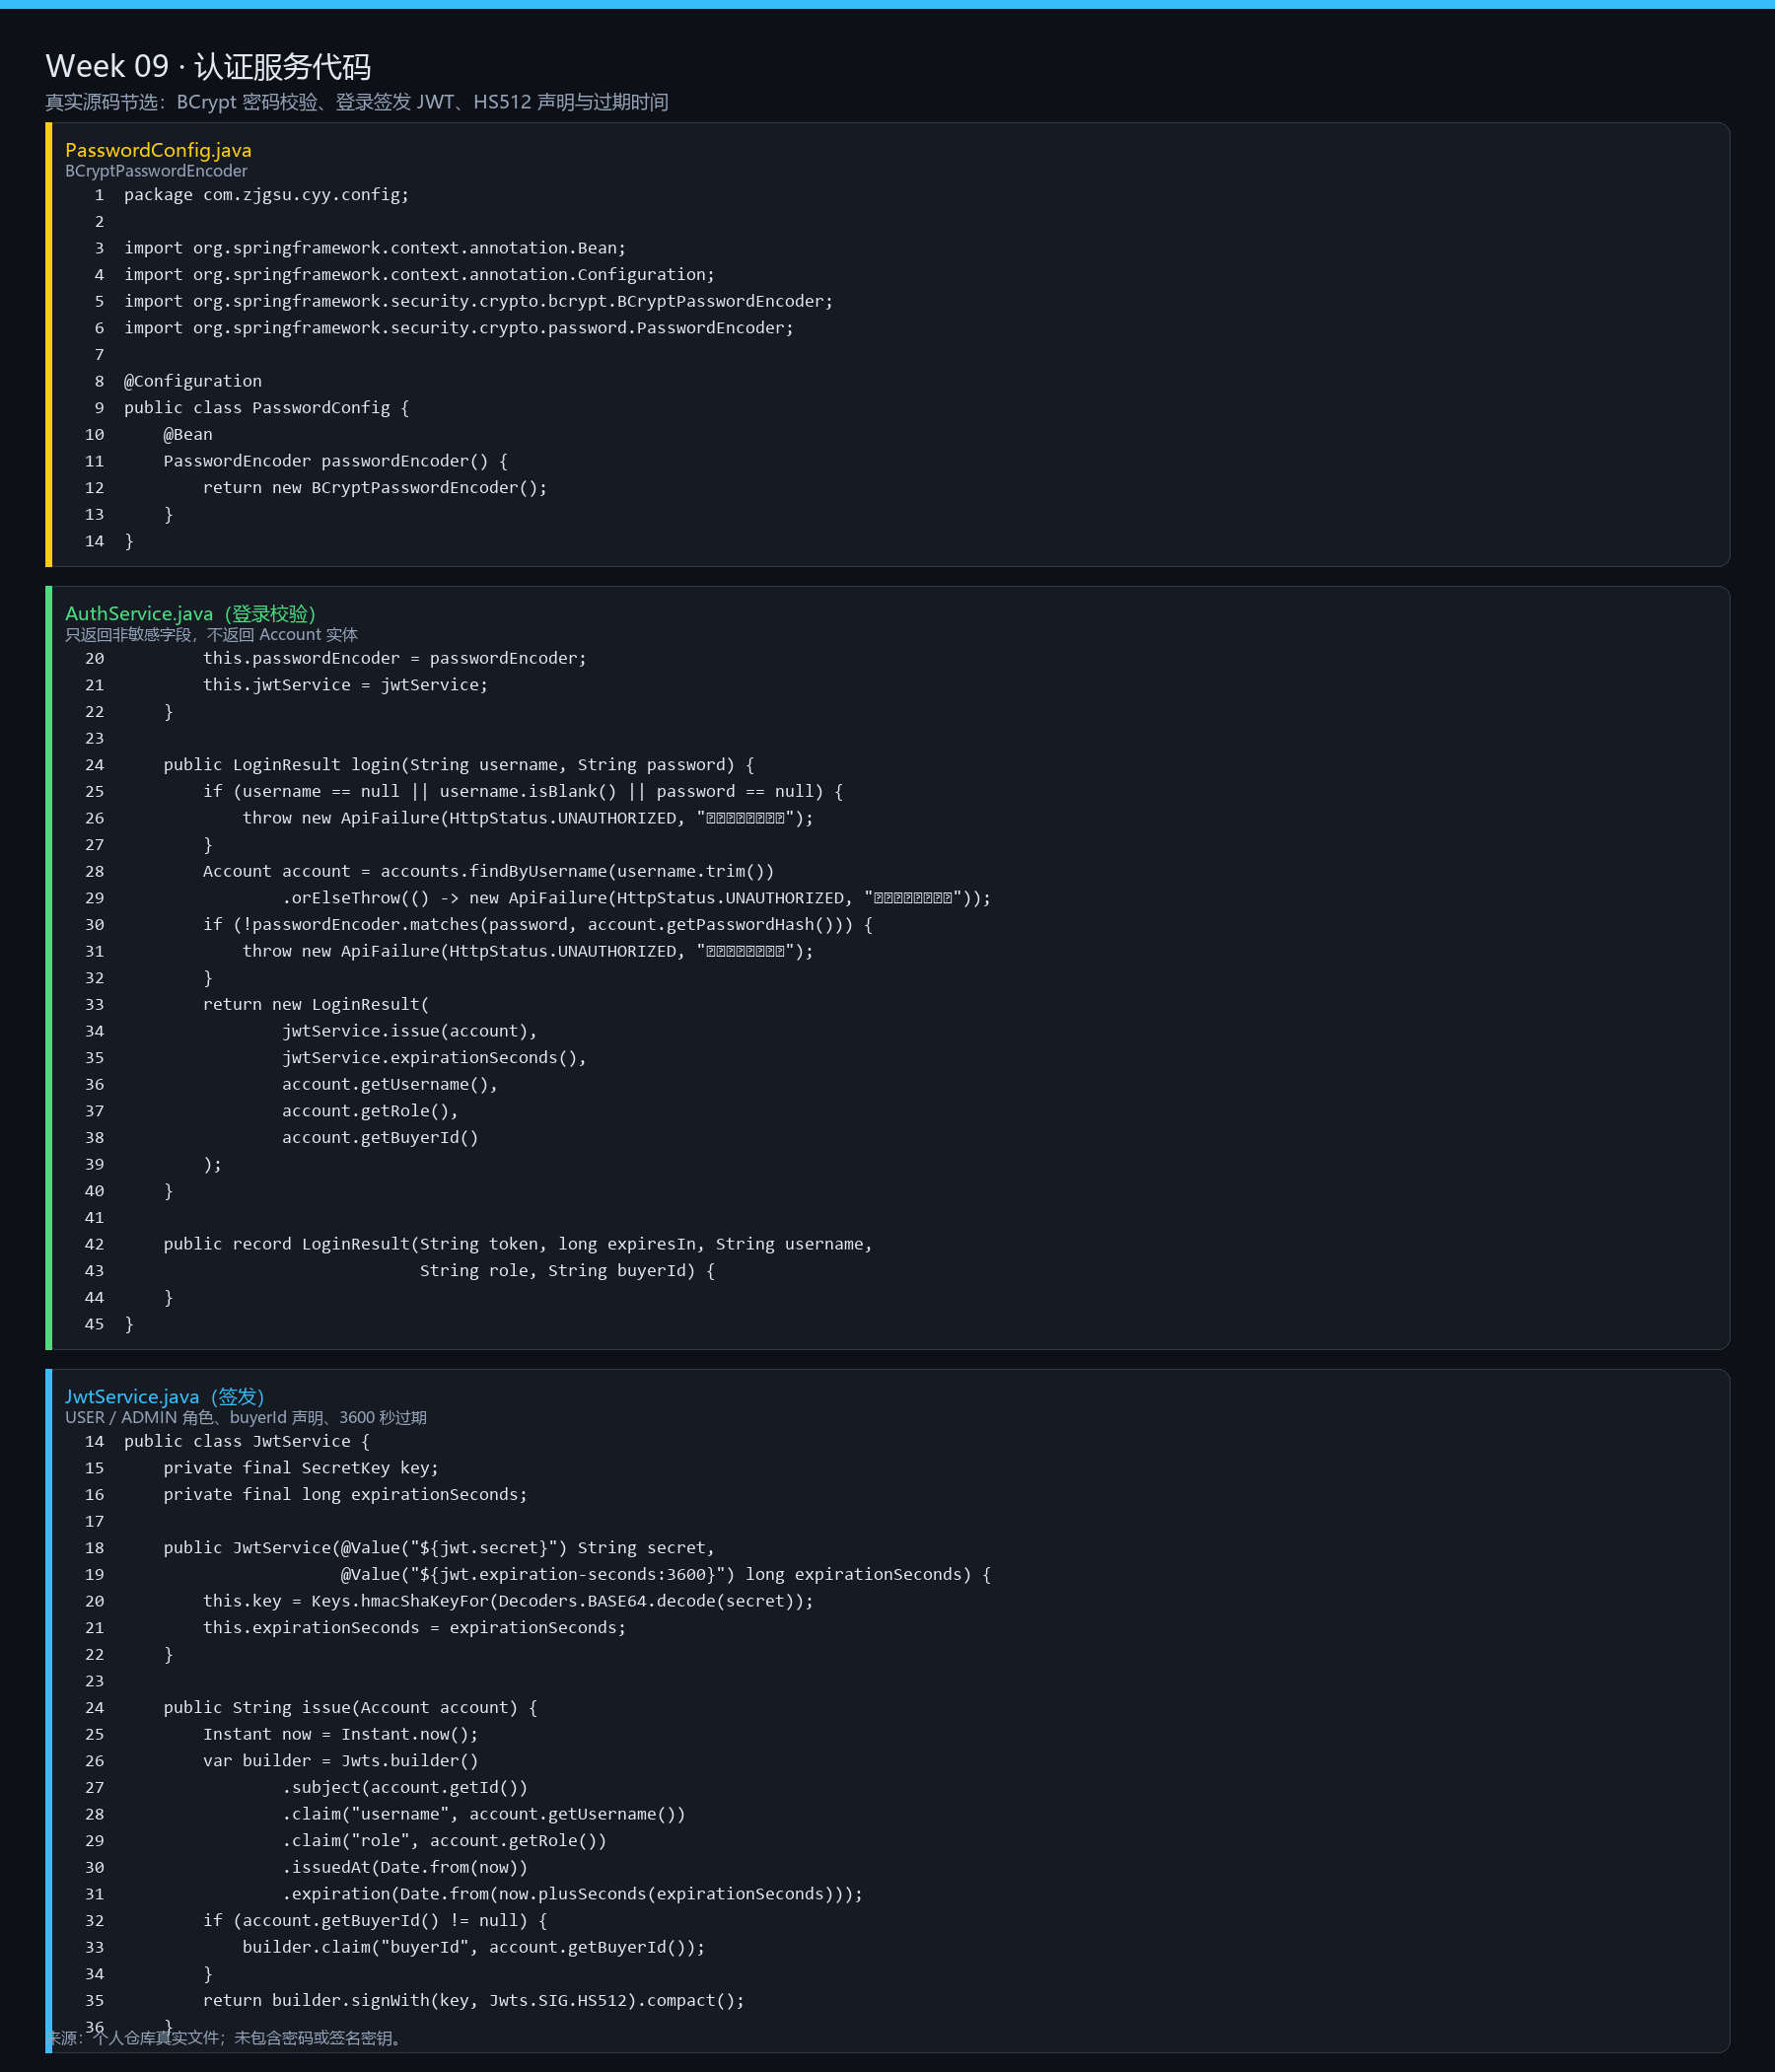 Week 09 · 认证服务代码
真实源码节选：BCrypt 密码校验、登录签发 JWT、HS512 声明与过期时间
PasswordConfig.java
BCryptPasswordEncoder
1 package com.zjgsu.cyy.config;
2
3 import org.springframework.context.annotation.Bean;
4 import org.springframework.context.annotation.Configuration;
5 import org.springframework.security.crypto.bcrypt.BCryptPasswordEncoder;
6 import org.springframework.security.crypto.password.PasswordEncoder;
7
8 @Configuration
9 public class PasswordConfig {
10     @Bean
11     PasswordEncoder passwordEncoder() {
12         return new BCryptPasswordEncoder();
13     }
14 }
AuthService.java（登录校验）
只返回非敏感字段，不返回 Account 实体
20         this.passwordEncoder = passwordEncoder;
21         this.jwtService = jwtService;
22     }
23
24     public LoginResult login(String username, String password) {
25         if (username == null || username.isBlank() || password == null) {
26             throw new ApiFailure(HttpStatus.UNAUTHORIZED, "");
27         }
28         Account account = accounts.findByUsername(username.trim())
29                 .orElseThrow(() -> new ApiFailure(HttpStatus.UNAUTHORIZED, ""));
30         if (!passwordEncoder.matches(password, account.getPasswordHash())) {
31             throw new ApiFailure(HttpStatus.UNAUTHORIZED, "");
32         }
33         return new LoginResult(
34                 jwtService.issue(account),
35                 jwtService.expirationSeconds(),
36                 account.getUsername(),
37                 account.getRole(),
38                 account.getBuyerId()
39         );
40     }
41
42     public record LoginResult(String token, long expiresIn, String username,
43                               String role, String buyerId) {
44     }
45 }
JwtService.java（签发）
USER / ADMIN 角色、buyerId 声明、3600 秒过期
14 public class JwtService {
15     private final SecretKey key;
16     private final long expirationSeconds;
17
18     public JwtService(@Value("${jwt.secret}") String secret,
19                       @Value("${jwt.expiration-seconds:3600}") long expirationSeconds) {
20         this.key = Keys.hmacShaKeyFor(Decoders.BASE64.decode(secret));
21         this.expirationSeconds = expirationSeconds;
22     }
23
24     public String issue(Account account) {
25         Instant now = Instant.now();
26         var builder = Jwts.builder()
27                 .subject(account.getId())
28                 .claim("username", account.getUsername())
29                 .claim("role", account.getRole())
30                 .issuedAt(Date.from(now))
31                 .expiration(Date.from(now.plusSeconds(expirationSeconds)));
32         if (account.getBuyerId() != null) {
33             builder.claim("buyerId", account.getBuyerId());
34         }
35         return builder.signWith(key, Jwts.SIG.HS512).compact();
36     }
来源：个人仓库真实文件；未包含密码或签名密钥。